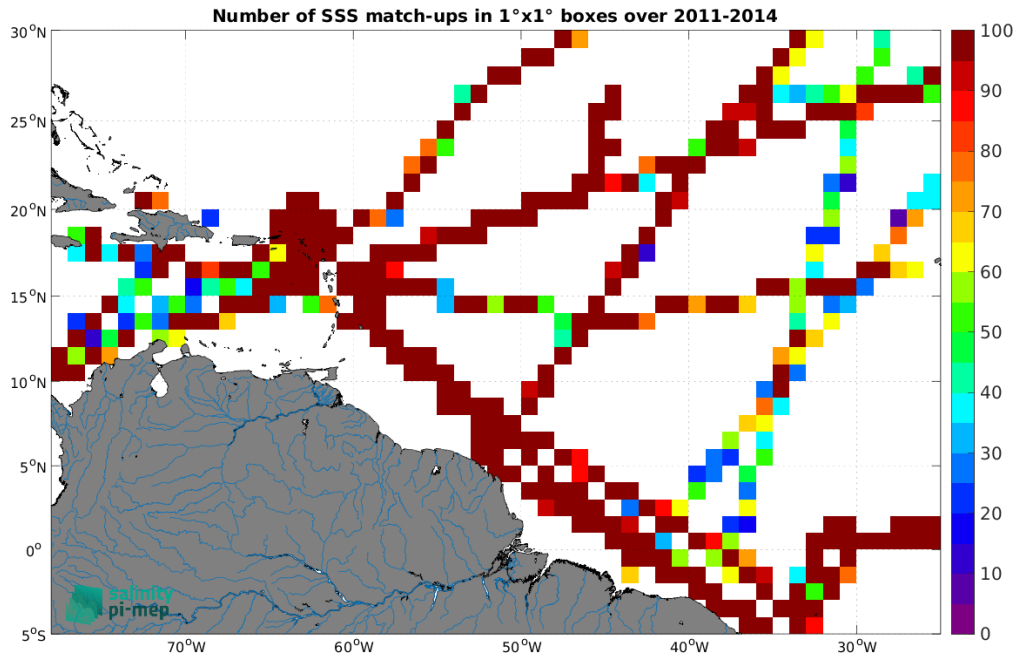 Number of SSS match-ups in 1°x1° boxes over 2011-2014
30°N
25°N
20°N
15°N
10°N
5°N
0°
5°S
70°W
60°W
50°W
40°W
30°W
100
90
80
70
60
50
40
30
20
10
0
salinity
pi-mep